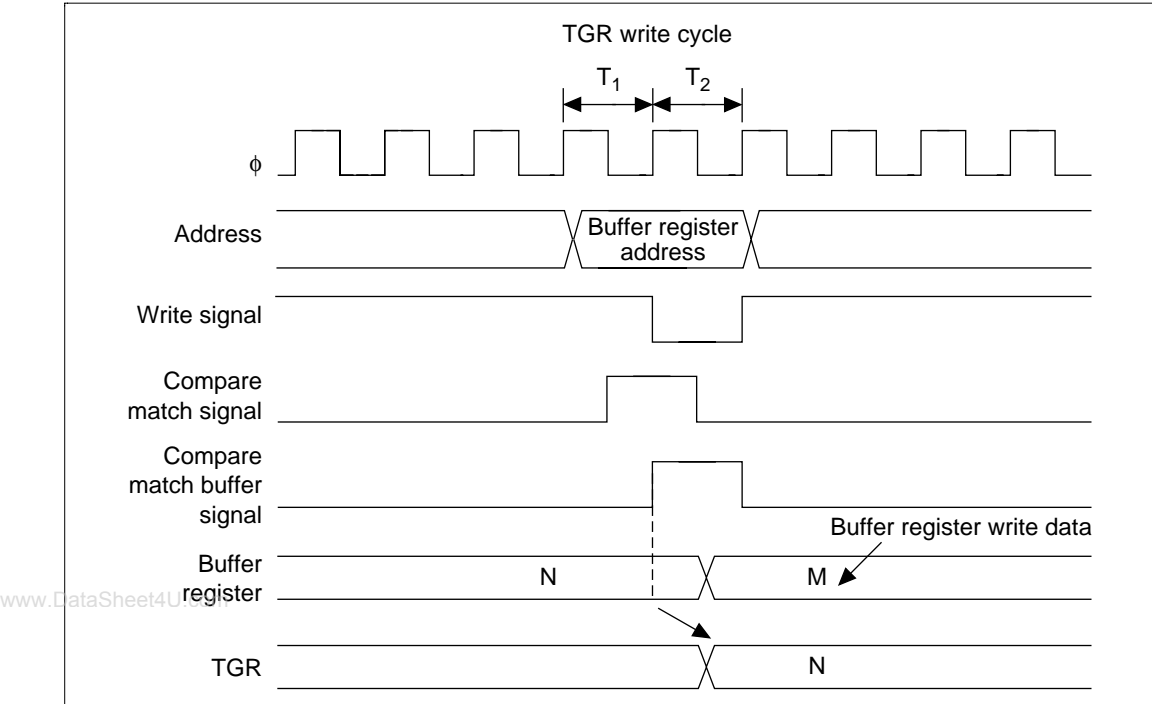 TGR write cycle
T1 T2
ϕ
Address
Buffer register
address
Write signal
Compare
match signal
Compare
match buffer
signal
Buffer register write data
Buffer
register
N M
www.DataSheet4U.com
TGR
N